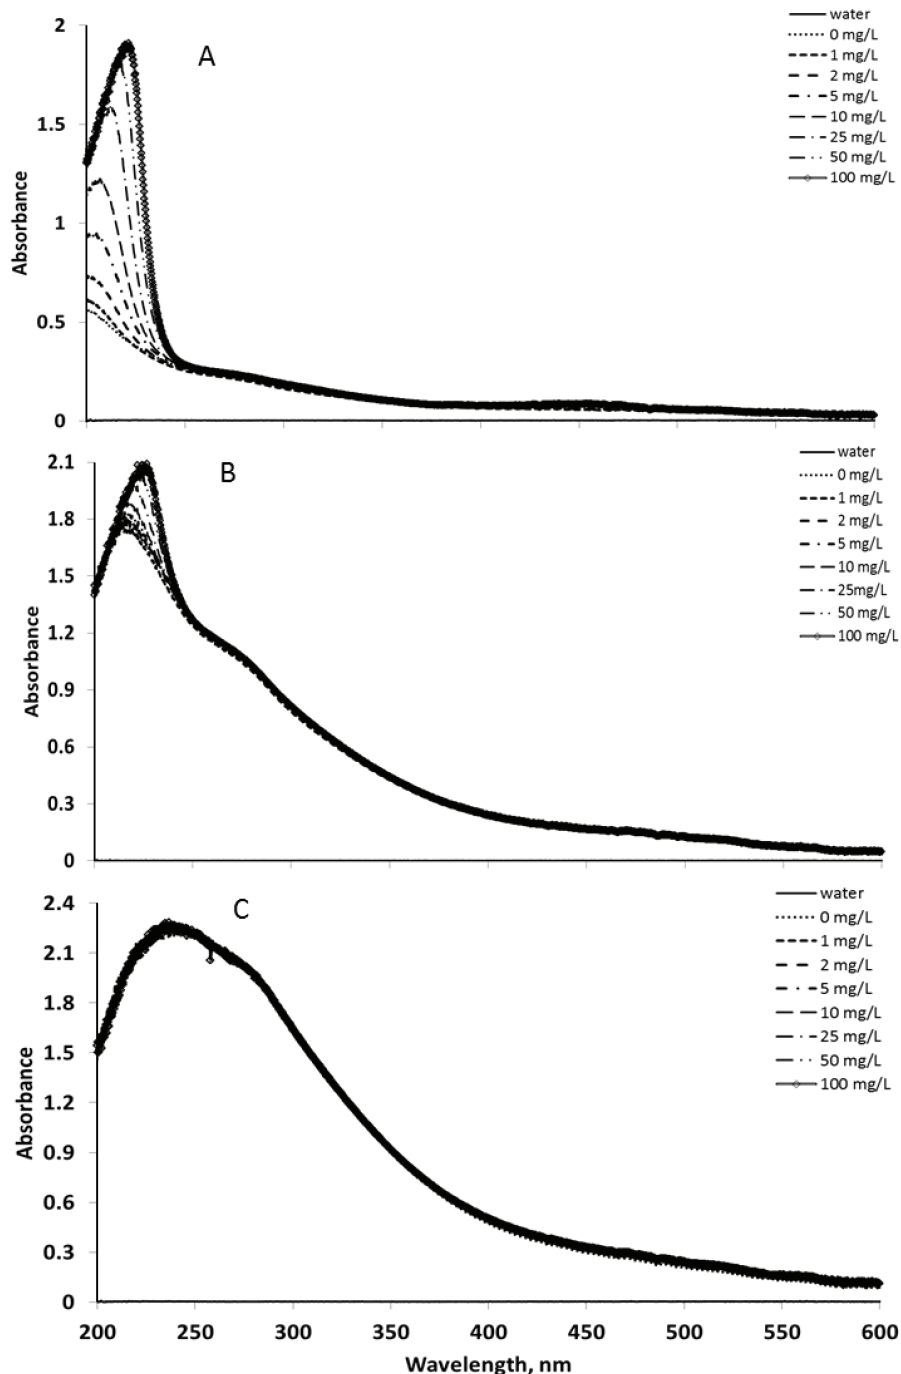 A
water
0 mg/L
1 mg/L
2 mg/L
5 mg/L
10 mg/L
25 mg/L
50 mg/L
100 mg/L
2
1.5
1
0.5
0
Absorbance
B
water
0 mg/L
1 mg/L
2 mg/L
5 mg/L
10 mg/L
25mg/L
50 mg/L
100 mg/L
2.1
1.8
1.5
1.2
0.9
0.6
0.3
0
Absorbance
C
water
0 mg/L
1 mg/L
2 mg/L
5 mg/L
10 mg/L
25 mg/L
50 mg/L
100 mg/L
2.4
2.1
1.8
1.5
1.2
0.9
0.6
0.3
0
Absorbance
200 250 300 350 400 450 500 550 600
Wavelength, nm